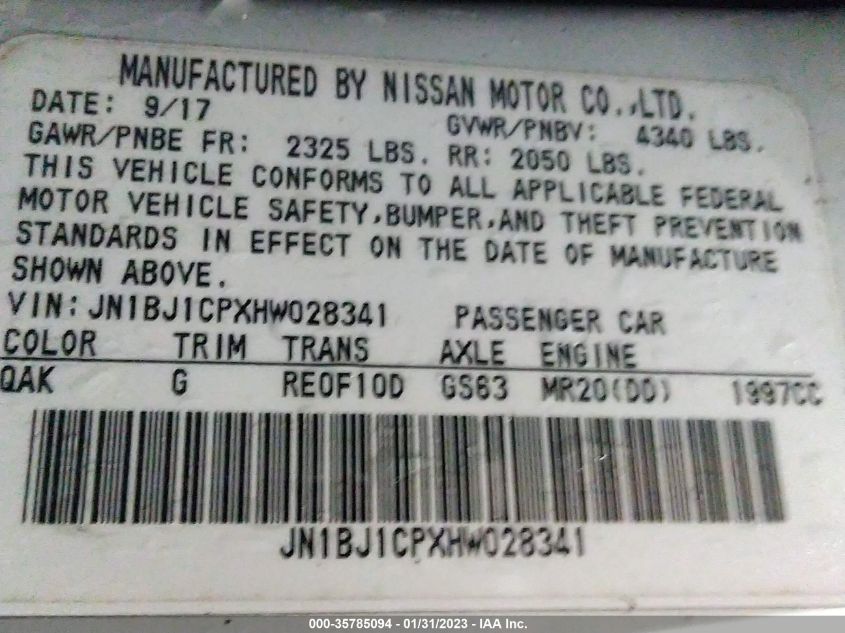 MANUFACTURED BY NISSAN MOTOR CO.,LTD.
DATE: 9/17 GVWR/PNBV: 4340 LBS.
GAWR/PNBE FR: 2325 LBS. RR: 2050 LBS.
THIS VEHICLE CONFORMS TO ALL APPLICABLE FEDERAL
MOTOR VEHICLE SAFETY,BUMPER,AND THEFT PREVENTION
STANDARDS IN EFFECT ON THE DATE OF MANUFACTURE
SHOWN ABOVE.
VIN:JN1BJ1CPXHW028341 PASSENGER CAR
COLOR TRIM TRANS AXLE ENGINE
QAK G RE0F10D GS63 MR20(DD) 1997CC
JN1BJ1CPXHW028341
000-35785094 - 01/31/2023 - IAA Inc.